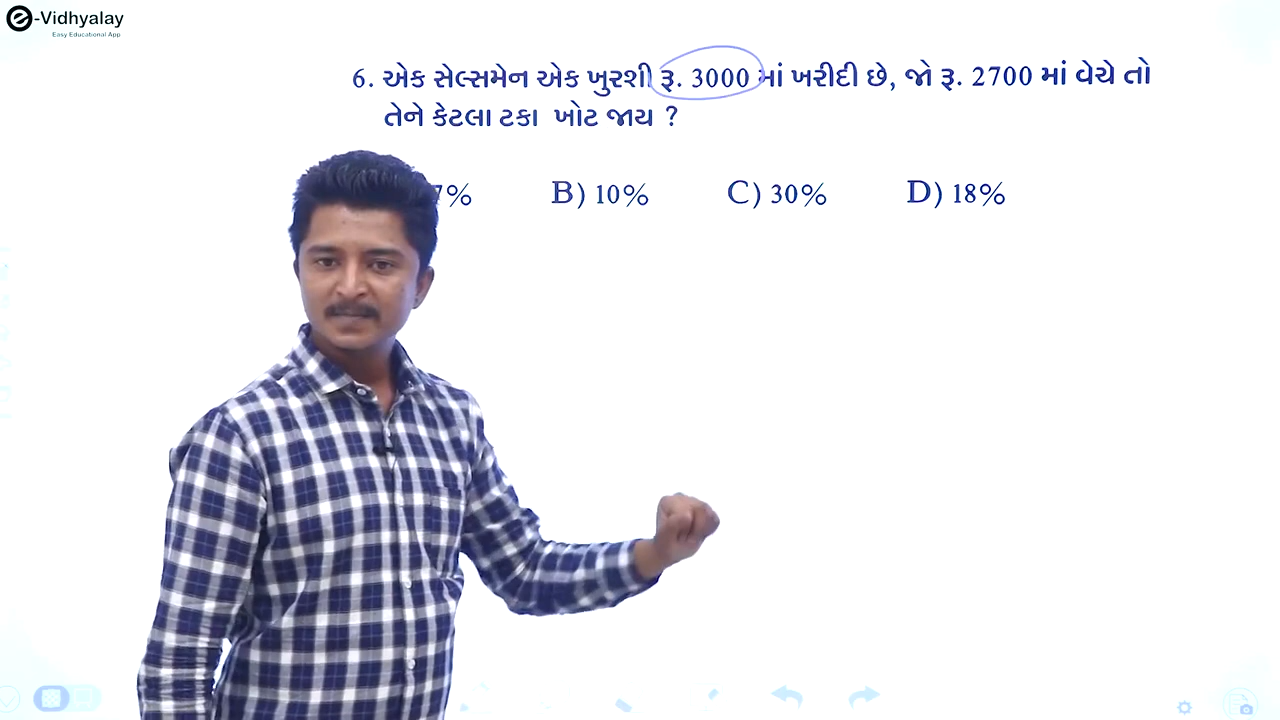 e-Vidhyalay
Easy Educational App
6. એક સેલ્સમેન એક ખુરશી રૂ. 3000 માં ખરીદી છે, જો રૂ. 2700 માં વેચે તો
તેને કેટલા ટકા ખોટ જાય ?
7% B) 10% C) 30% D) 18%